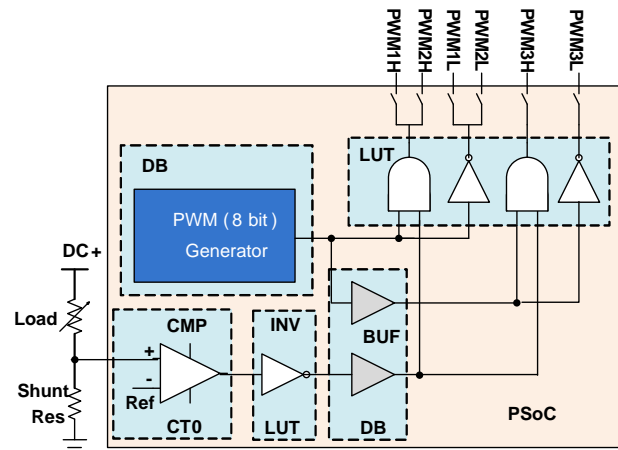 PWM1H
PWM2H
PWM1L
PWM2L
PWM3H
PWM3L
LUT
DB
PWM (8 bit)
Generator
DC+
Load
CMP
INV
BUF
+
-
Ref
Shunt
Res
CT0
LUT
DB
PSoC